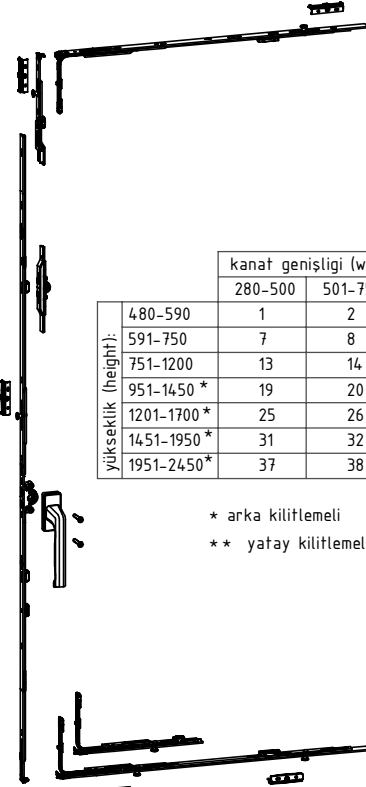 kanat genişligi (w
280-500 501-7
yükseklik (height):
480-590 1 2
591-750 7 8
751-1200 13 14
951-1450 * 19 20
1201-1700 * 25 26
1451-1950 * 31 32
1951-2450* 37 38
* arka kilitlemeli
** yatay kilitlemel